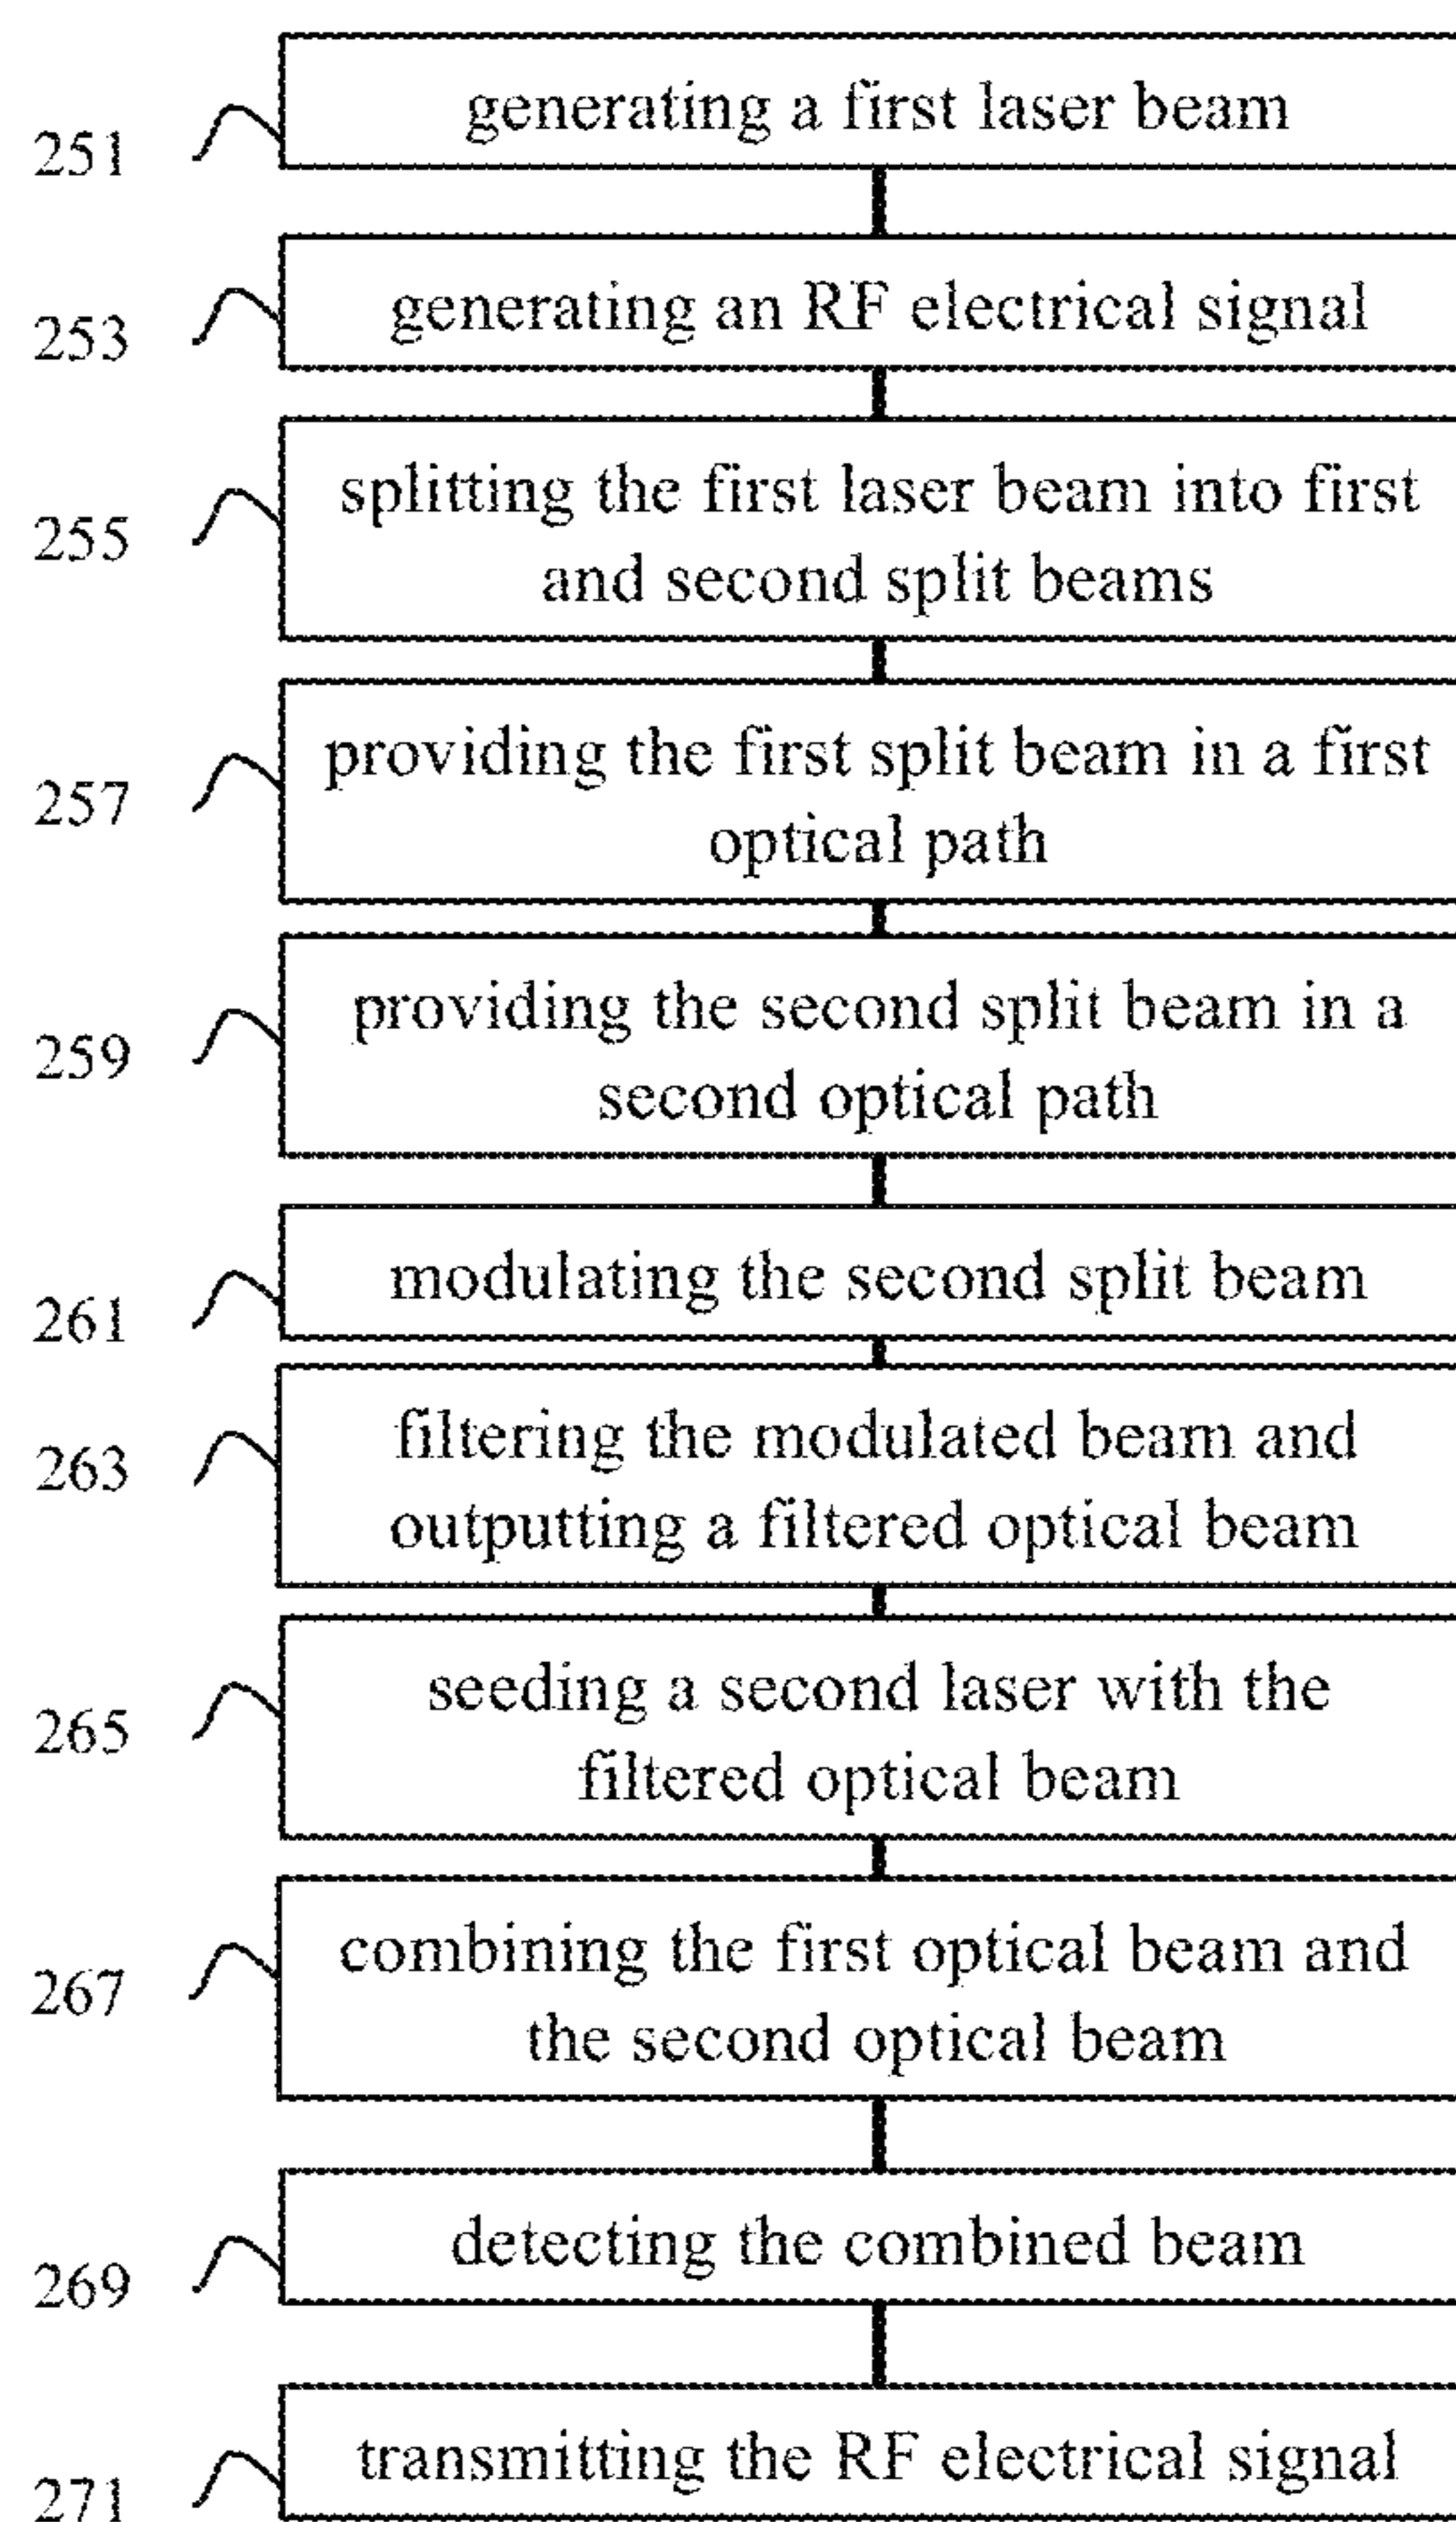 251
generating a first laser beam
253
generating an RF electrical signal
255
splitting the first laser beam into first
and second split beams
257
providing the first split beam in a first
optical path
259
providing the second split beam in a
second optical path
261
modulating the second split beam
263
filtering the modulated beam and
outputting a filtered optical beam
265
seeding a second laser with the
filtered optical beam
267
combining the first optical beam and
the second optical beam
269
detecting the combined beam
271
transmitting the RF electrical signal